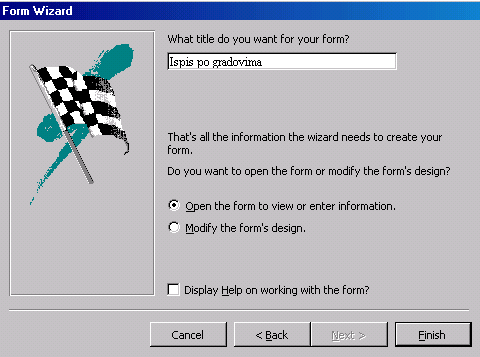 Form Wizard
What title do you want for your form?
Ispis po gradovima
That's all the information the wizard needs to create your
form.
Do you want to open the form or modify the form's design?
Open the form to view or enter information.
Modify the form's design.
Display Help on working with the form?
Cancel
< Back
Next >
Finish